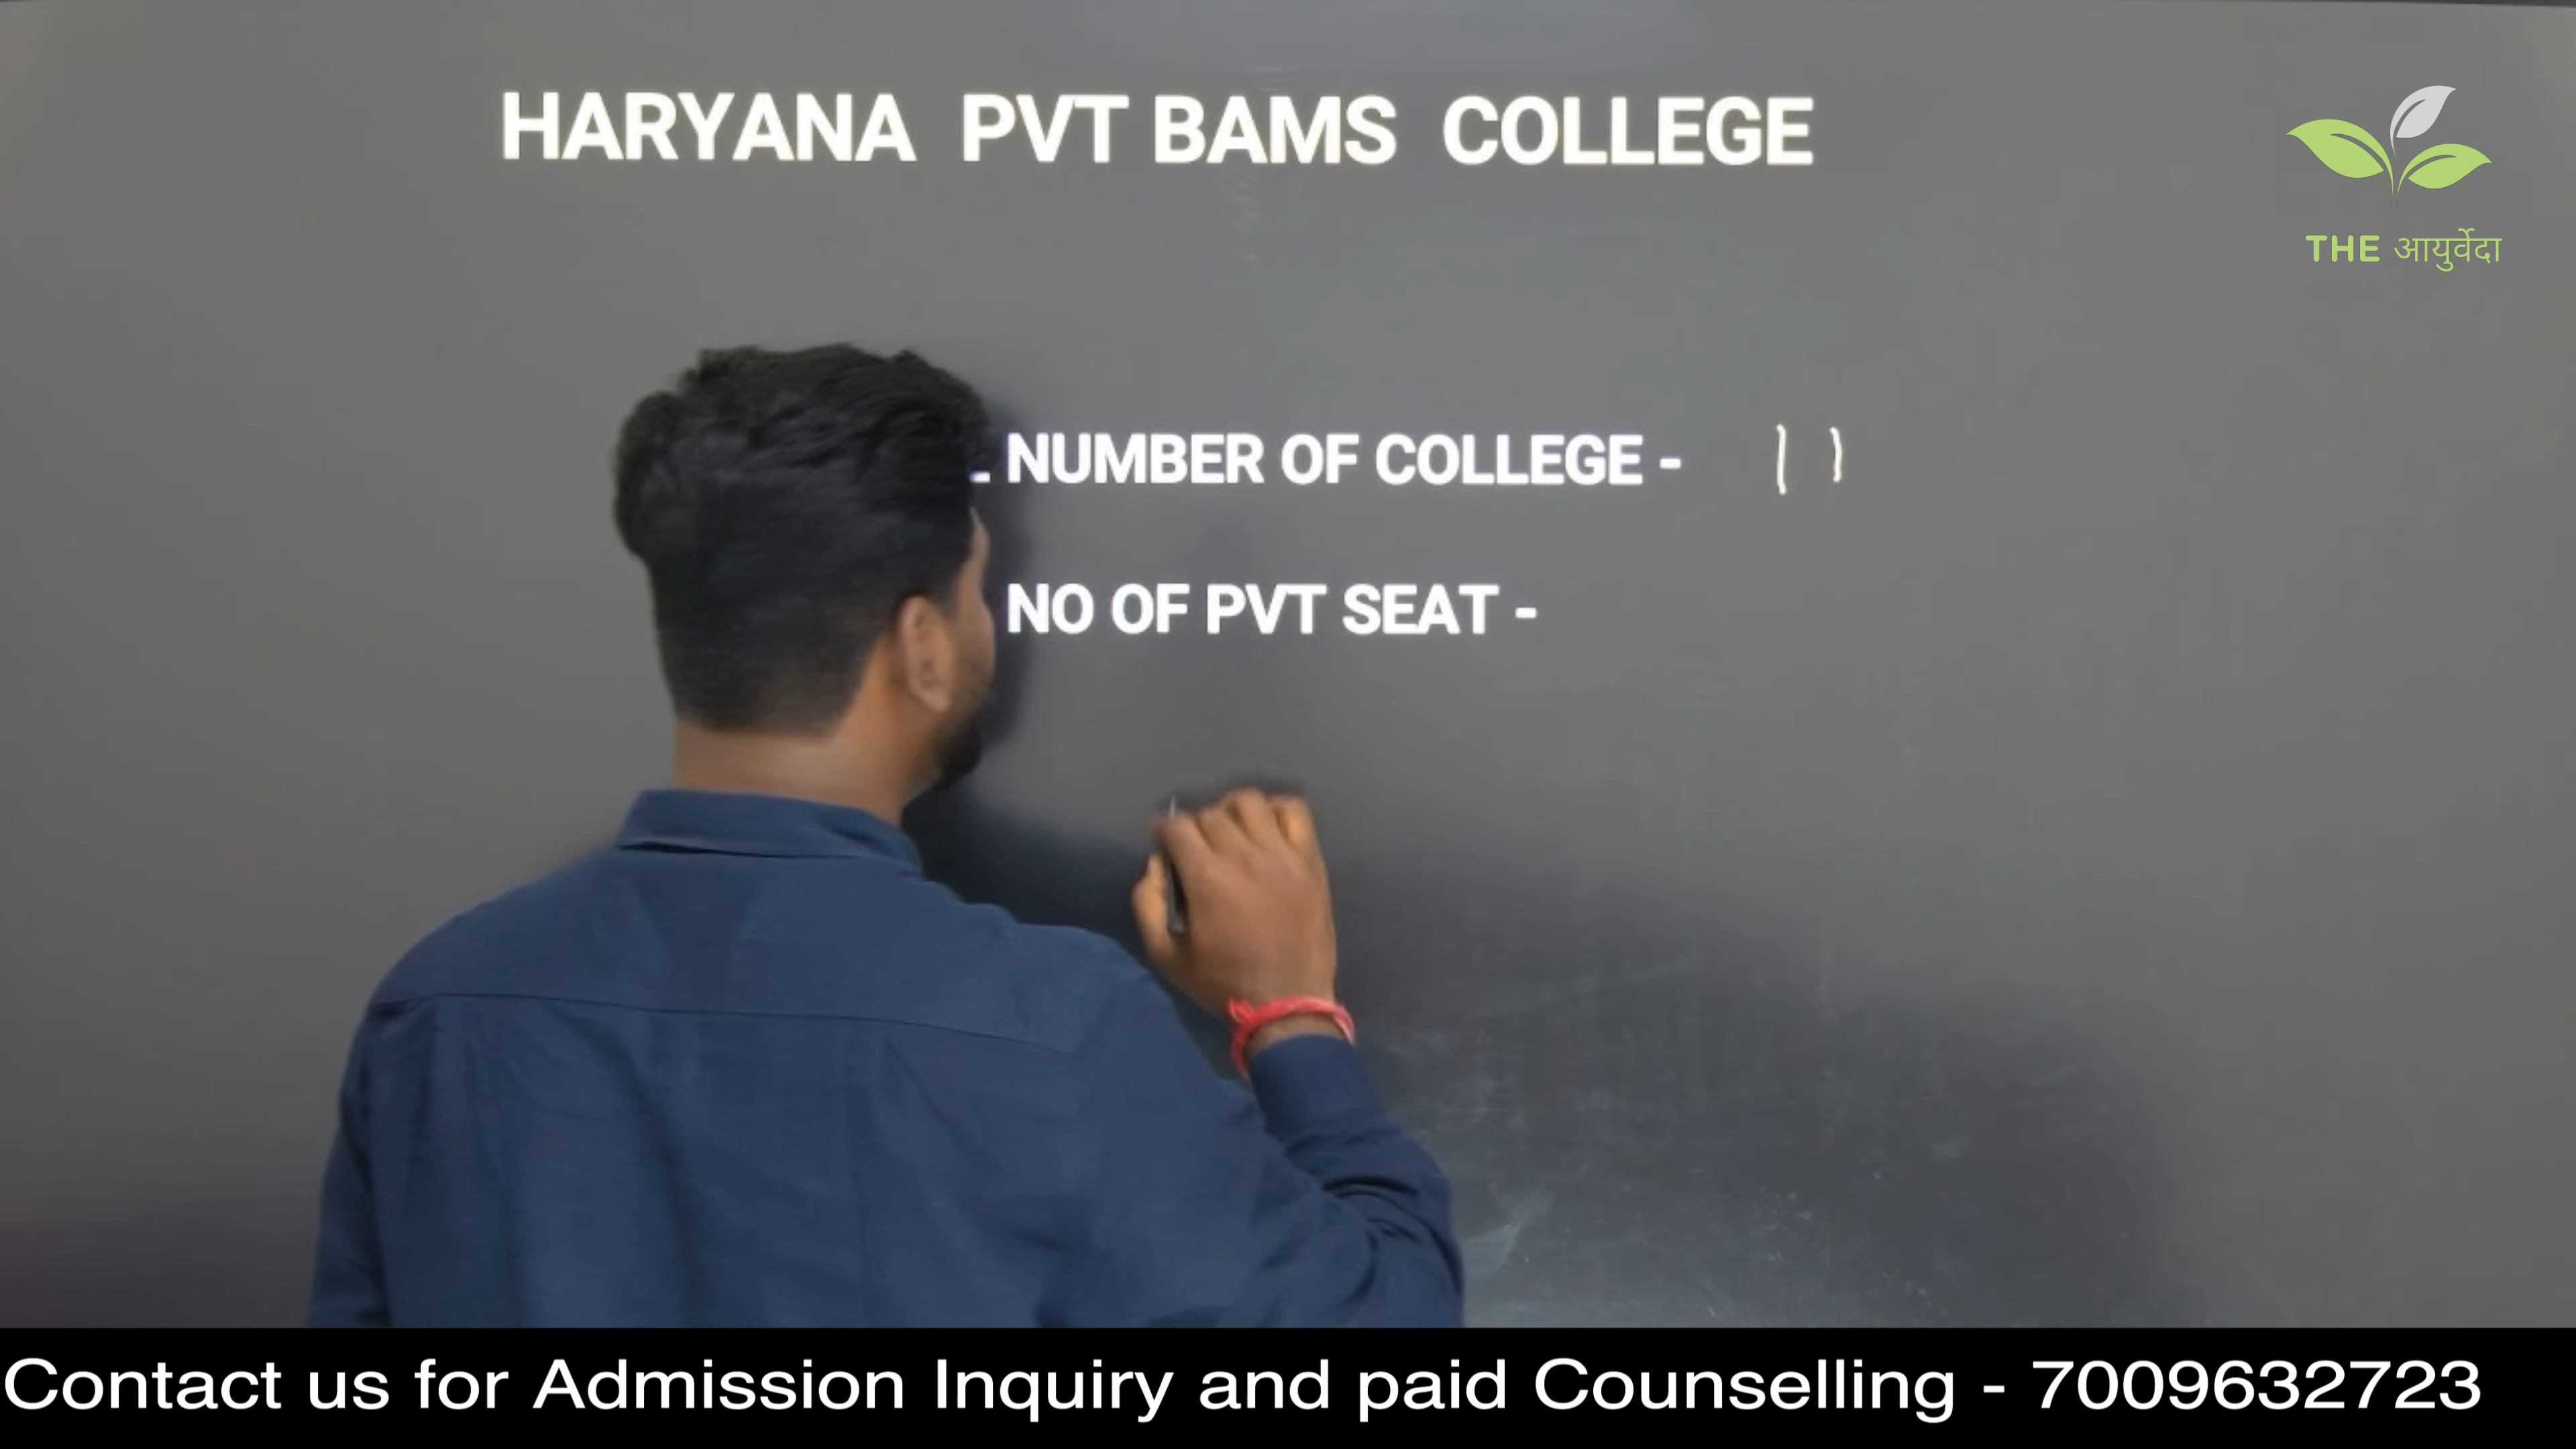 HARYANA PVT BAMS COLLEGE
THE आयुर्वेदा
NUMBER OF COLLEGE - 11
NO OF PVT SEAT -
Contact us for Admission Inquiry and paid Counselling - 7009632723